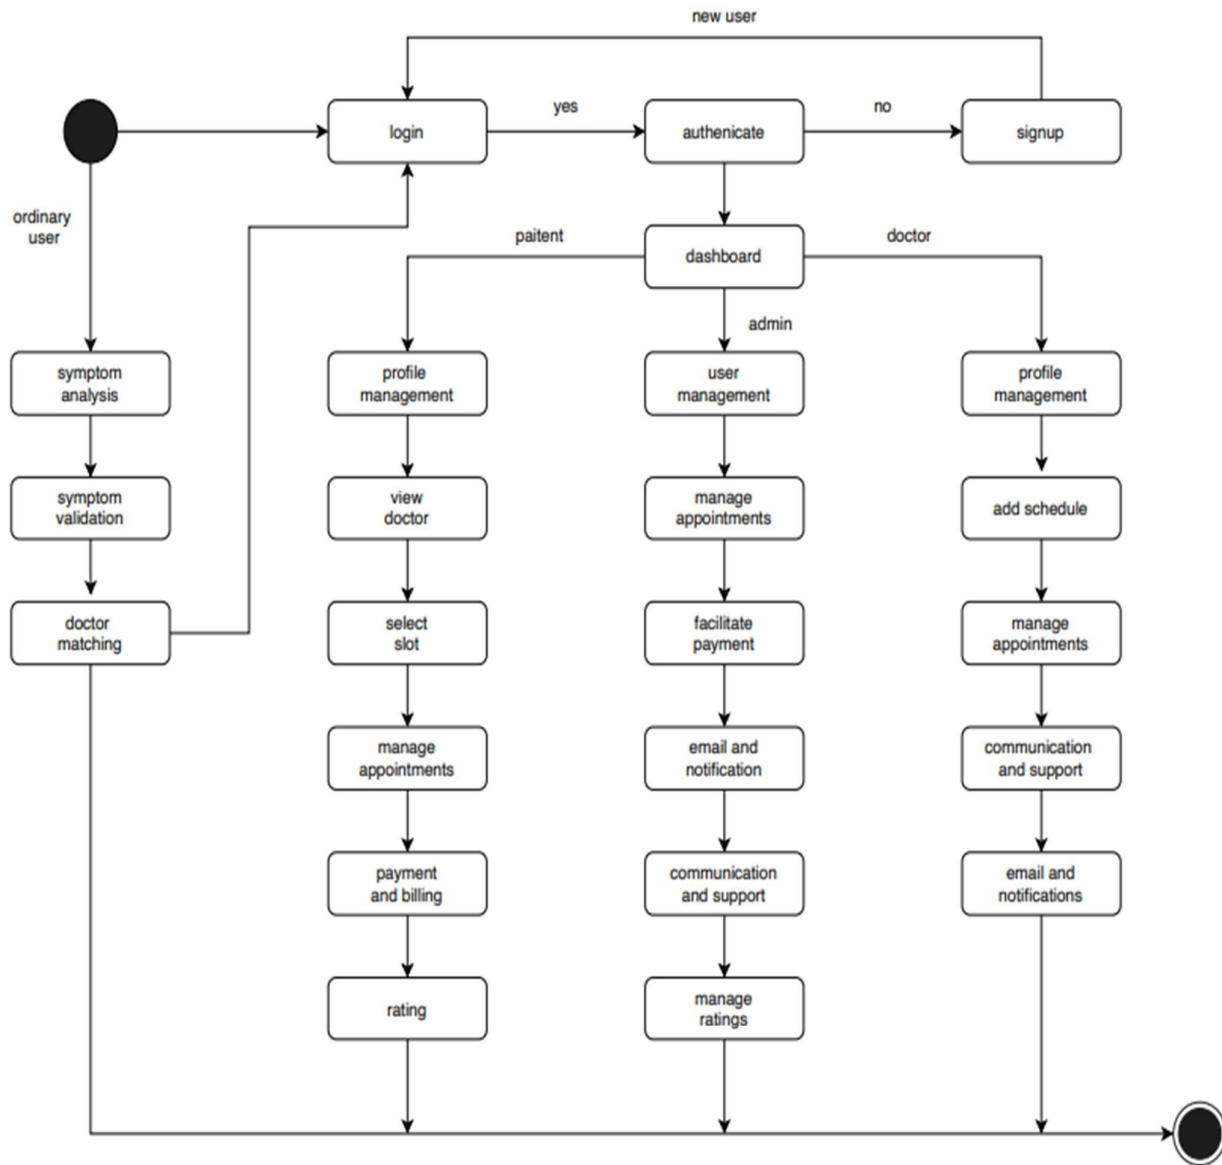 new user
login
yes
authenicate
no
signup
ordinary
user
paitent
dashboard
doctor
admin
symptom
analysis
profile
management
user
management
profile
management
symptom
validation
view
doctor
manage
appointments
add schedule
doctor
matching
select
slot
facilitate
payment
manage
appointments
manage
appointments
email and
notification
communication
and support
payment
and billing
communication
and support
email and
notifications
rating
manage
ratings